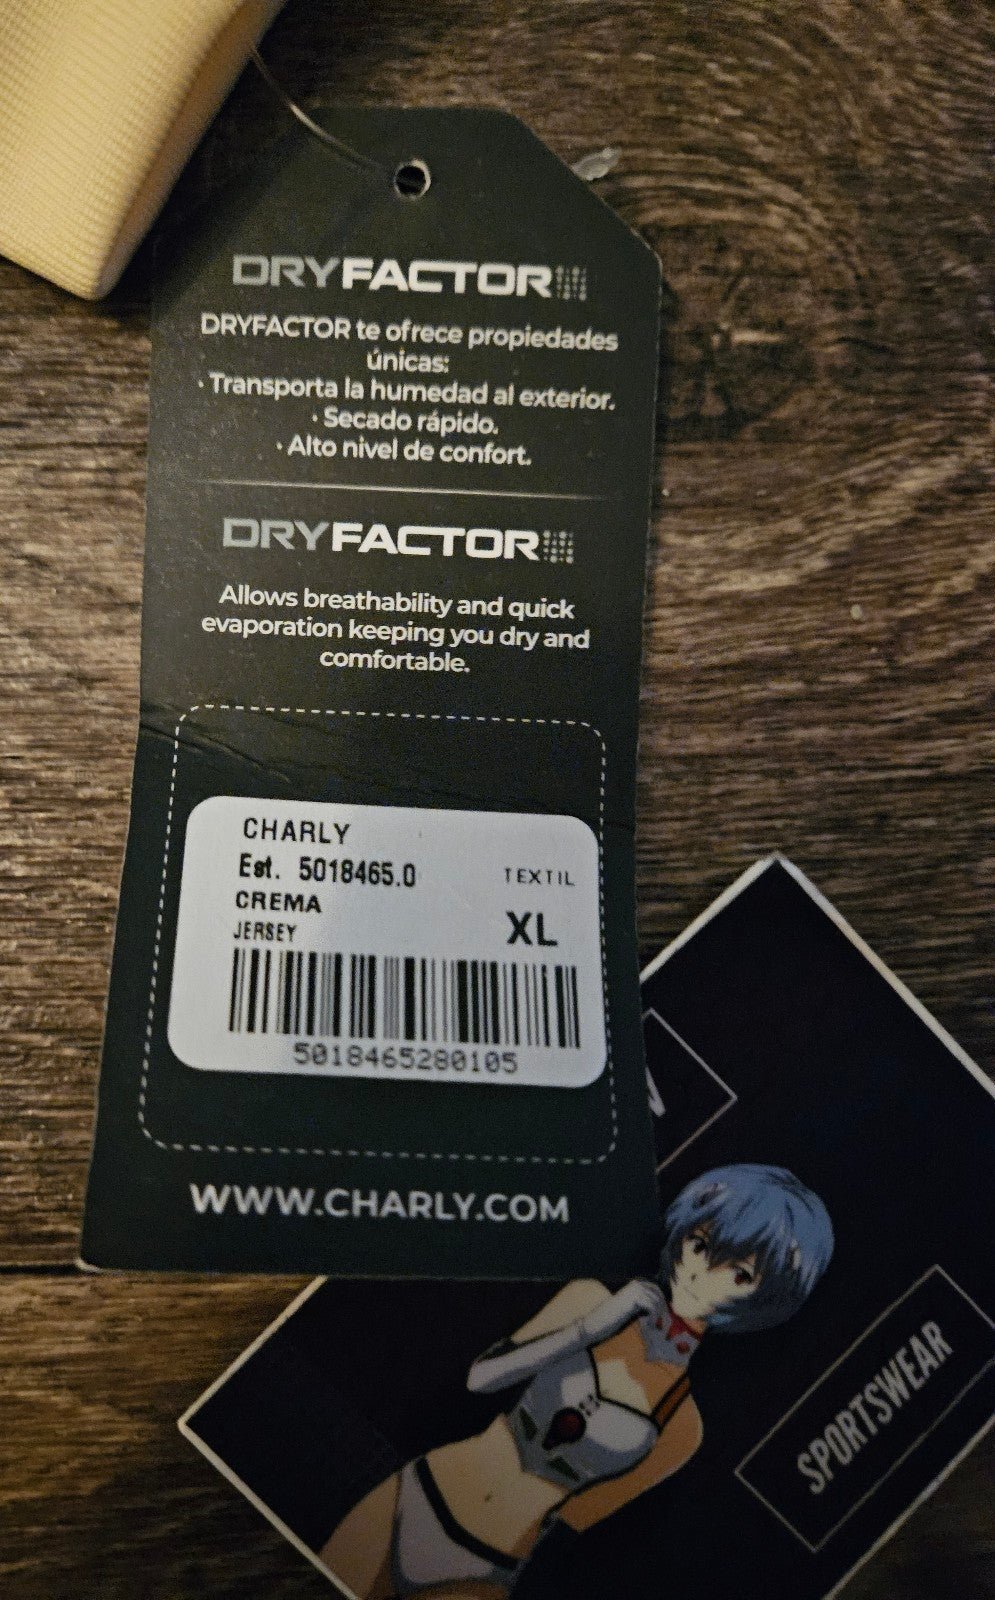 DRYFACTOR
DRYFACTOR te ofrece propiedades
únicas:
· Transporta la humedad al exterior.
· Secado rápido.
· Alto nivel de confort.
DRYFACTOR
Allows breathability and quick
evaporation keeping you dry and
comfortable.
CHARLY
Est. 5018465.0
TEXTIL
CREMA
XL
JERSEY
5018465280105
WWW.CHARLY.COM
SPORTSWEAR